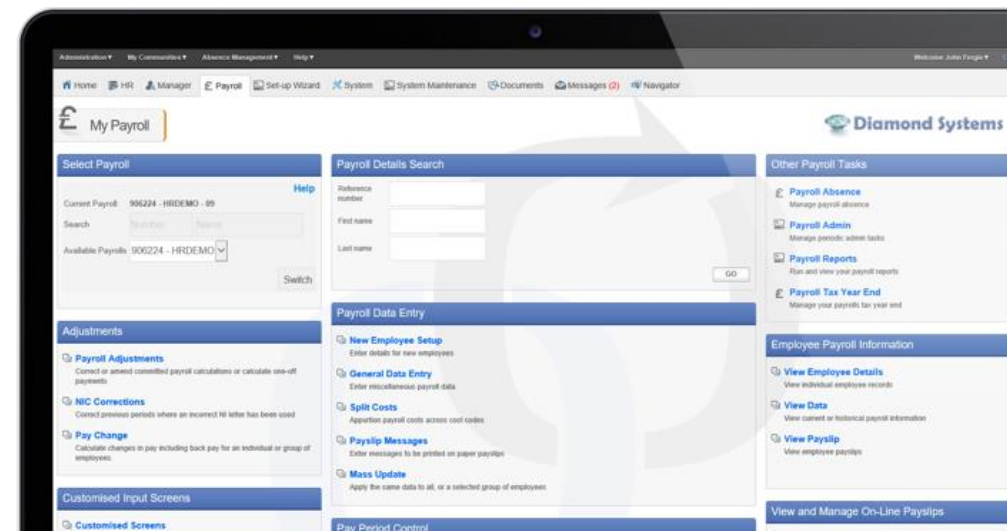 Administration My Communities Absence Management Help Welcome John Fergis
Home HR Manager £ Payroll Set-up Wizard System System Maintenance Documents Messages (2) Navigator
£ My Payroll
Diamond Systems
Select Payroll
Help
Current Payroll 906224 - HRDEMO - 09
Search Number Name
Available Payrolls 906224 - HRDEMO
Switch
Adjustments
Payroll Adjustments
Correct or amend committed payroll calculations or calculate one-off
payments
NIC Corrections
Correct previous periods where an incorrect NI letter has been used
Pay Change
Calculate changes in pay including back pay for an individual or group of
employees.
Customised Input Screens
Customised Screens
Payroll Details Search
Reference
number
First name
Last name
GO
Payroll Data Entry
New Employee Setup
Enter details for new employees
General Data Entry
Enter miscellaneous payroll data
Split Costs
Apportion payroll costs across cost codes
Payslip Messages
Enter messages to be printed on paper payslips
Mass Update
Apply the same data to all, or a selected group of employees
Pay Period Control
Other Payroll Tasks
£ Payroll Absence
Manage payroll absence
Payroll Admin
Manage periodic admin tasks
Payroll Reports
Run and view your payroll reports
£ Payroll Tax Year End
Manage your payrolls tax year end
Employee Payroll Information
View Employee Details
View individual employee records
View Data
View current or historical payroll information
View Payslip
View employee payslips
View and Manage On-Line Payslips